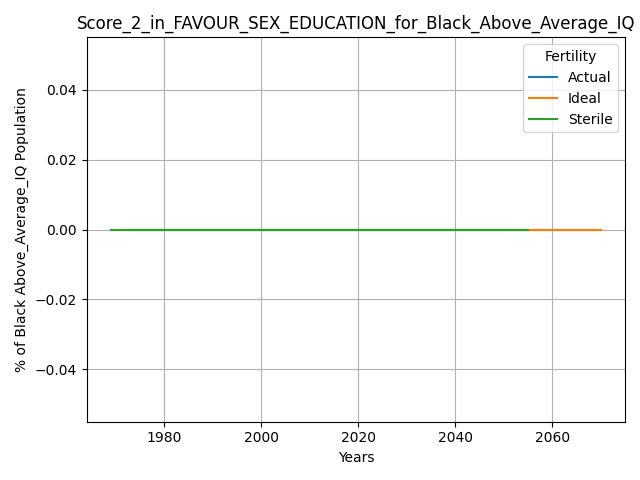 Score_2_in_FAVOUR_SEX_EDUCATION_for_Black_Above_Average_IQ
% of Black Above_Average_IQ Population
0.04
0.02
0.00
−0.02
−0.04
Fertility
Actual
Ideal
Sterile
1980 2000 2020 2040 2060
Years